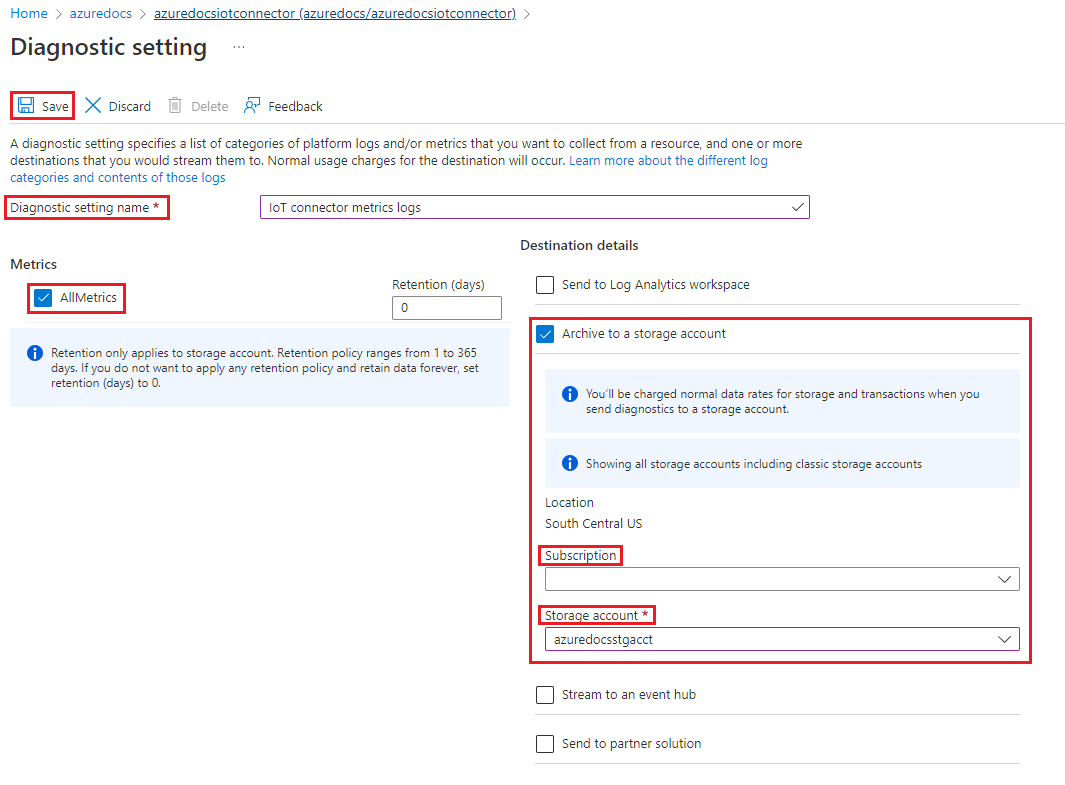 Home > azuredocs > azuredocsiotconnector (azuredocs/azuredocsiotconnector) >
Diagnostic setting ...
Save Discard Delete Feedback
A diagnostic setting specifies a list of categories of platform logs and/or metrics that you want to collect from a resource, and one or more
destinations that you would stream them to. Normal usage charges for the destination will occur. Learn more about the different log
categories and contents of those logs
Diagnostic setting name * IoT connector metrics logs
Metrics
AllMetrics
Retention (days)
0
Retention only applies to storage account. Retention policy ranges from 1 to 365
days. If you do not want to apply any retention policy and retain data forever, set
retention (days) to 0.
Destination details
Send to Log Analytics workspace
Archive to a storage account
You'll be charged normal data rates for storage and transactions when you
send diagnostics to a storage account.
Showing all storage accounts including classic storage accounts
Location
South Central US
Subscription
Storage account *
azuredocsstgacct
Stream to an event hub
Send to partner solution